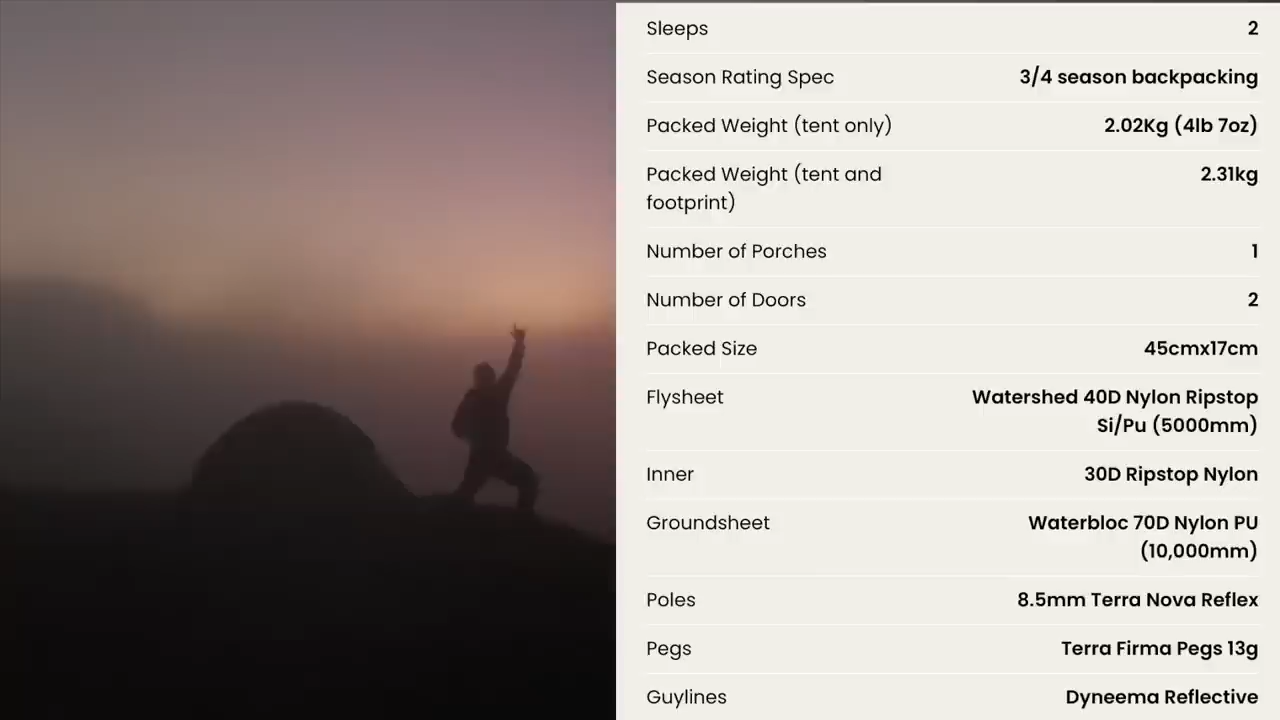 Sleeps 2
Season Rating Spec 3/4 season backpacking
Packed Weight (tent only) 2.02Kg (4lb 7oz)
Packed Weight (tent and 2.31kg
footprint)
Number of Porches 1
Number of Doors 2
Packed Size 45cmx17cm
Flysheet Watershed 40D Nylon Ripstop
Si/Pu (5000mm)
Inner 30D Ripstop Nylon
Groundsheet Waterbloc 70D Nylon PU
(10,000mm)
Poles 8.5mm Terra Nova Reflex
Pegs Terra Firma Pegs 13g
Guylines Dyneema Reflective